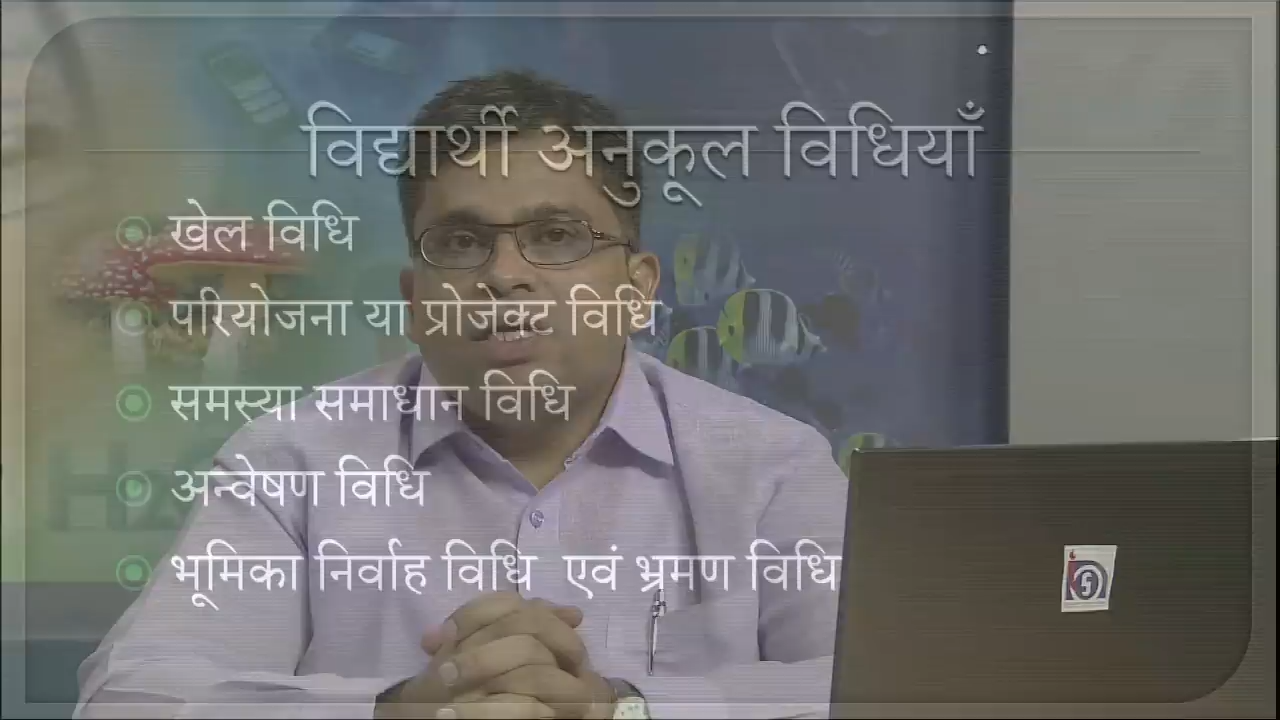 विद्यार्थी अनुकूल विधियाँ
खेल विधि
परियोजना या प्रोजेक्ट विधि
समस्या समाधान विधि
अन्वेषण विधि
भूमिका निर्वाह विधि एवं भ्रमण विधि